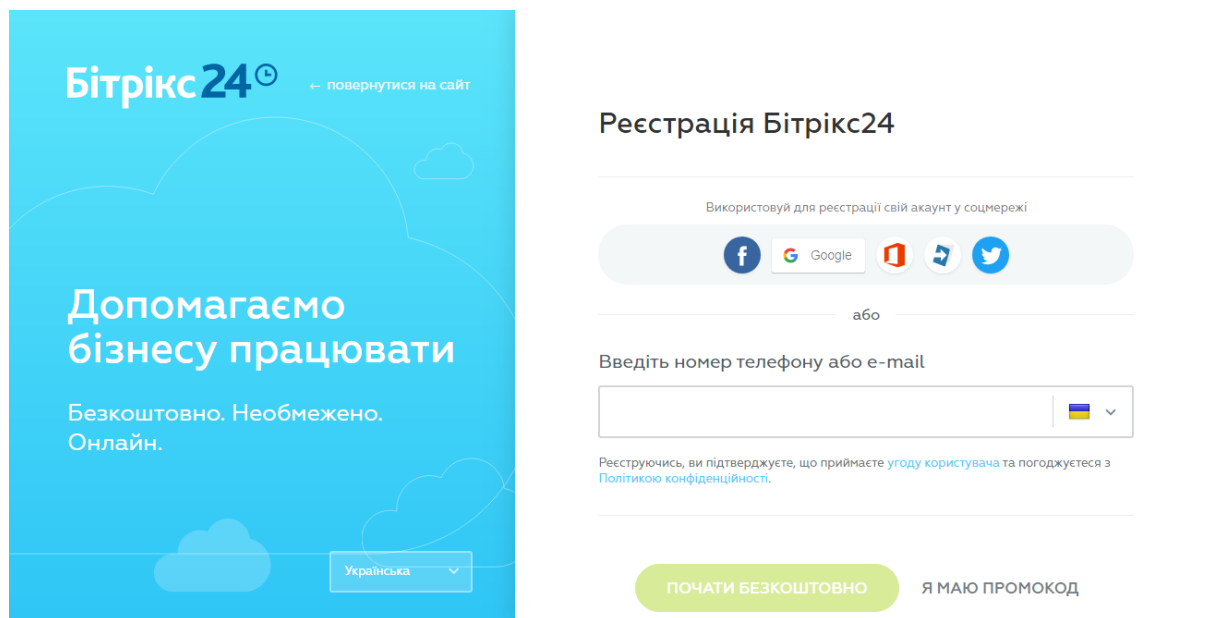 Бітрікс24
← повернутися на сайт
Допомагаємо
бізнесу працювати
Безкоштовно. Необмежено.
Онлайн.
Українська
Реєстрація Бітрікс24
Використовуй для реєстрації свій акаунт у соцмережі
f
G Google
або
Введіть номер телефону або e-mail
Реєструючись, ви підтверджуєте, що приймаєте угоду користувача та погоджуєтеся з
Політикою конфіденційності.
ПОЧАТИ БЕЗКОШТОВНО
Я МАЮ ПРОМОКОД